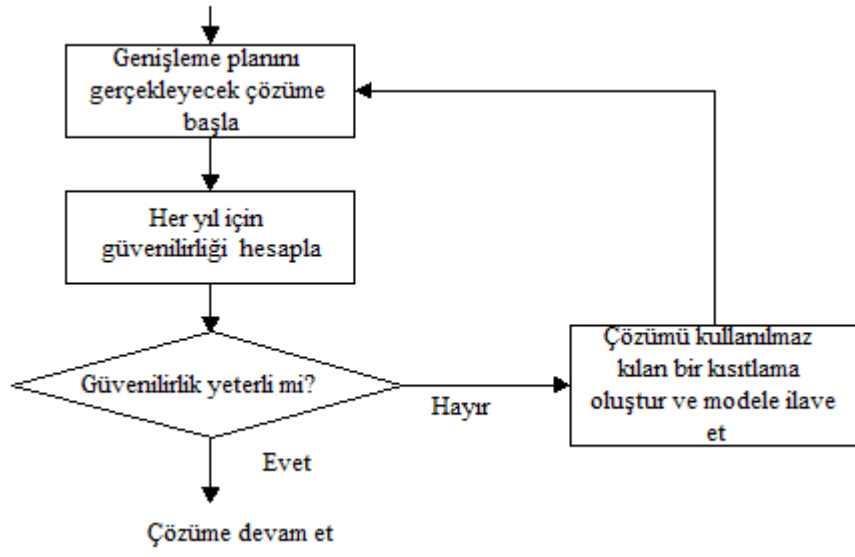 Genişleme planını
gerçekleyecek çözüme
başla
Her yıl için
güvenilirliği hesapla
Güvenilirlik yeterli mi?
Hayır
Çözümü kullanılmaz
kılan bir kısıtlama
oluştur ve modele ilave
et
Evet
Çözüme devam et